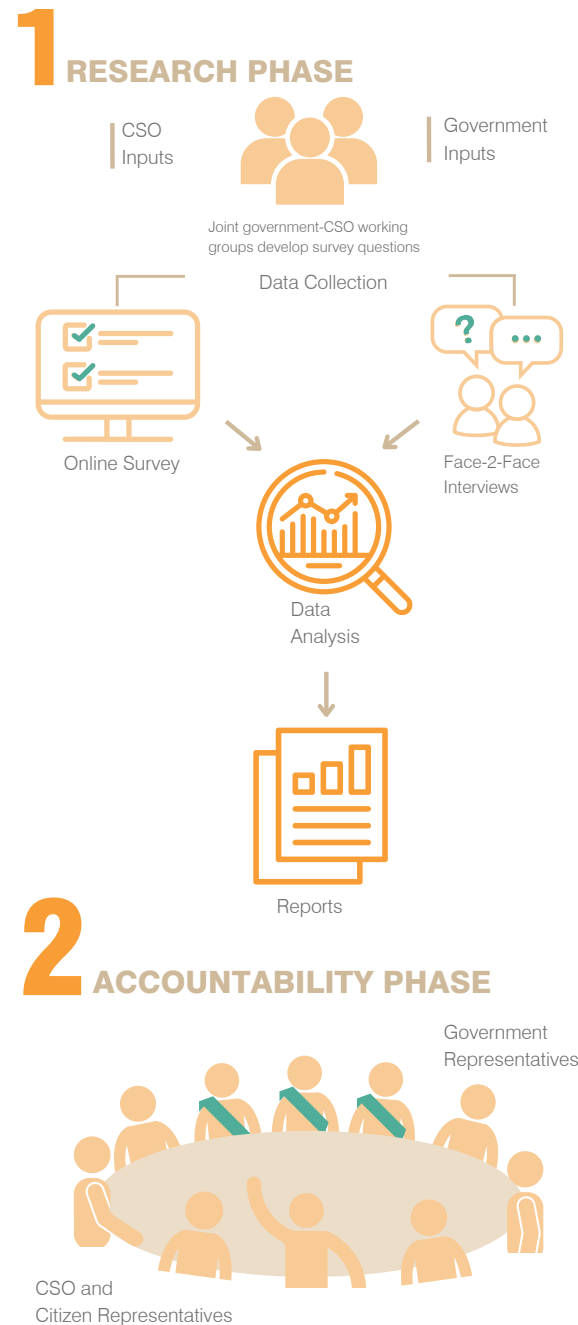 1 RESEARCH PHASE
CSO
Inputs
Government
Inputs
Joint government-CSO working
groups develop survey questions
Data Collection
?
Online Survey
Face-2-Face
Interviews
Data
Analysis
Reports
2 ACCOUNTABILITY PHASE
Government
Representatives
CSO and
Citizen Representatives